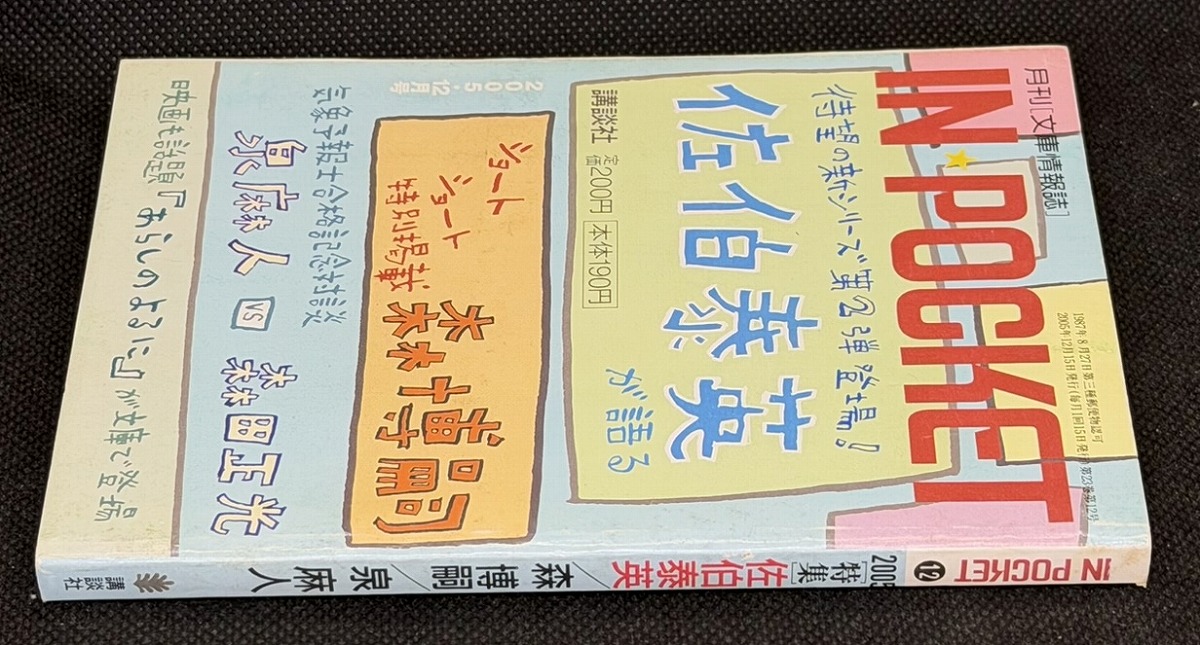 月刊[文庫情報誌]
IN★POCKET
1987年8月27日第三種郵便物認可
2005年12月15日発行(毎月1回15日発行)第23巻第12号
待望の新シリーズ第2弾登場!
佐伯泰英
が語る
講談社 定価200円 本体190円
2005・12月号
ショート
ショート
特別掲載
森博嗣
気象予報士合格記念対談
泉麻人 VS 森田正光
映画も話題『あらしのよるに』が文庫で登場
IN POCKET 12
2005
[特集]佐伯泰英/森博嗣/泉麻人
講談社